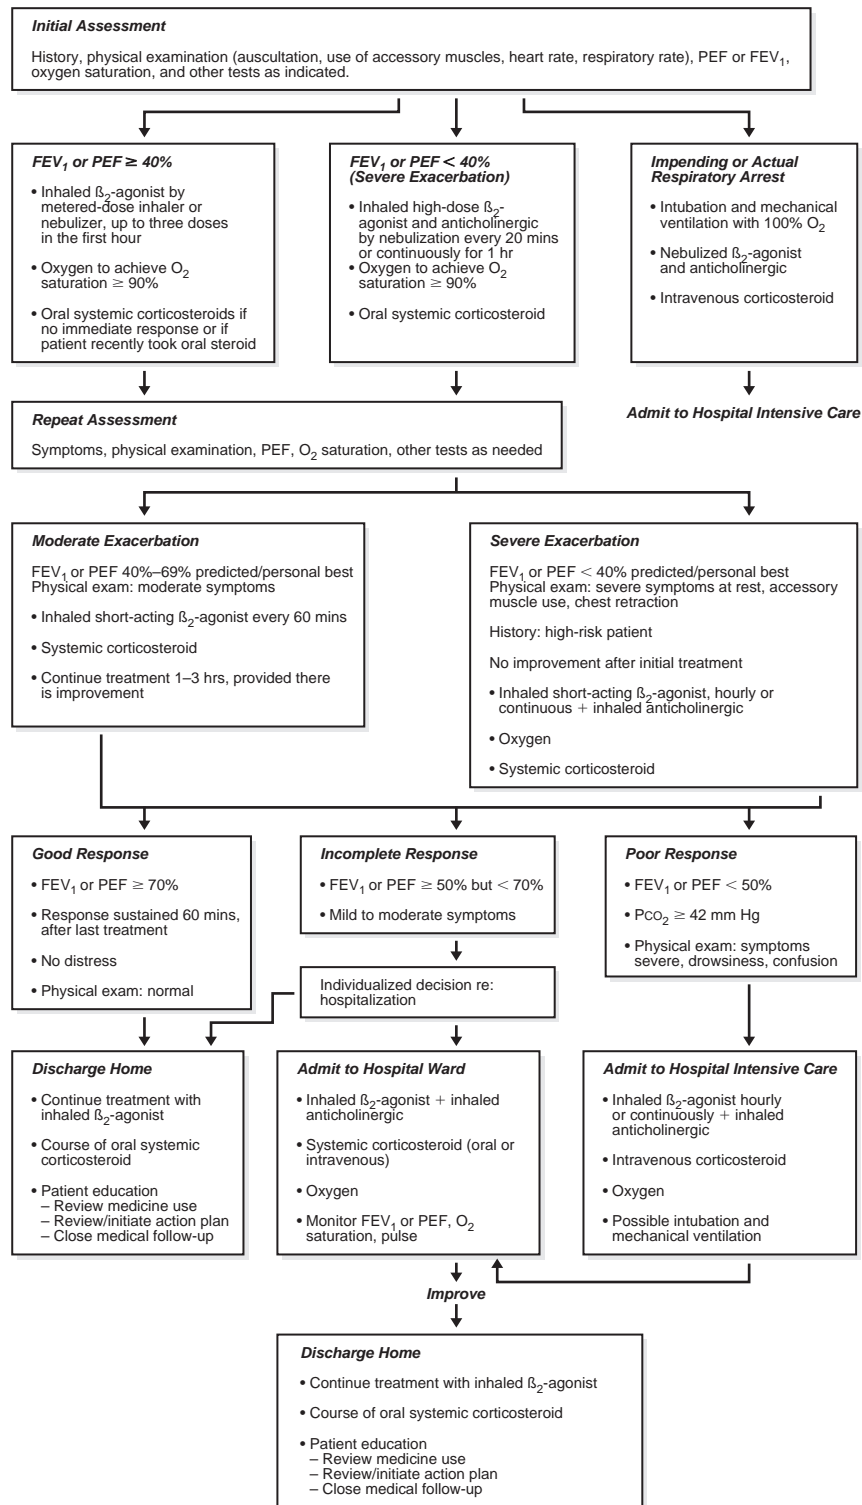 Initial Assessment
History, physical examination (auscultation, use of accessory muscles, heart rate, respiratory rate), PEF or FEV1,
oxygen saturation, and other tests as indicated.
FEV1 or PEF ≥ 40%
• Inhaled ß2-agonist by
metered-dose inhaler or
nebulizer, up to three doses
in the first hour
• Oxygen to achieve O2
saturation ≥ 90%
• Oral systemic corticosteroids if
no immediate response or if
patient recently took oral steroid
FEV1 or PEF < 40%
(Severe Exacerbation)
• Inhaled high-dose ß2-
agonist and anticholinergic
by nebulization every 20 mins
or continuously for 1 hr
• Oxygen to achieve O2
saturation ≥ 90%
• Oral systemic corticosteroid
Impending or Actual
Respiratory Arrest
• Intubation and mechanical
ventilation with 100% O2
• Nebulized ß2-agonist
and anticholinergic
• Intravenous corticosteroid
Admit to Hospital Intensive Care
Repeat Assessment
Symptoms, physical examination, PEF, O2 saturation, other tests as needed
Moderate Exacerbation
FEV1 or PEF 40%–69% predicted/personal best
Physical exam: moderate symptoms
• Inhaled short-acting ß2-agonist every 60 mins
• Systemic corticosteroid
• Continue treatment 1–3 hrs, provided there
is improvement
Severe Exacerbation
FEV1 or PEF < 40% predicted/personal best
Physical exam: severe symptoms at rest, accessory
muscle use, chest retraction
History: high-risk patient
No improvement after initial treatment
• Inhaled short-acting ß2-agonist, hourly or
continuous + inhaled anticholinergic
• Oxygen
• Systemic corticosteroid
Good Response
• FEV1 or PEF ≥ 70%
• Response sustained 60 mins,
after last treatment
• No distress
• Physical exam: normal
Incomplete Response
• FEV1 or PEF ≥ 50% but < 70%
• Mild to moderate symptoms
Poor Response
• FEV1 or PEF < 50%
• PCO2 ≥ 42 mm Hg
• Physical exam: symptoms
severe, drowsiness, confusion
Individualized decision re:
hospitalization
Discharge Home
• Continue treatment with
inhaled ß2-agonist
• Course of oral systemic
corticosteroid
• Patient education
– Review medicine use
– Review/initiate action plan
– Close medical follow-up
Admit to Hospital Ward
• Inhaled ß2-agonist + inhaled
anticholinergic
• Systemic corticosteroid (oral or
intravenous)
• Oxygen
• Monitor FEV1 or PEF, O2
saturation, pulse
Admit to Hospital Intensive Care
• Inhaled ß2-agonist hourly
or continuously + inhaled
anticholinergic
• Intravenous corticosteroid
• Oxygen
• Possible intubation and
mechanical ventilation
Improve
Discharge Home
• Continue treatment with inhaled ß2-agonist
• Course of oral systemic corticosteroid
• Patient education
– Review medicine use
– Review/initiate action plan
– Close medical follow-up